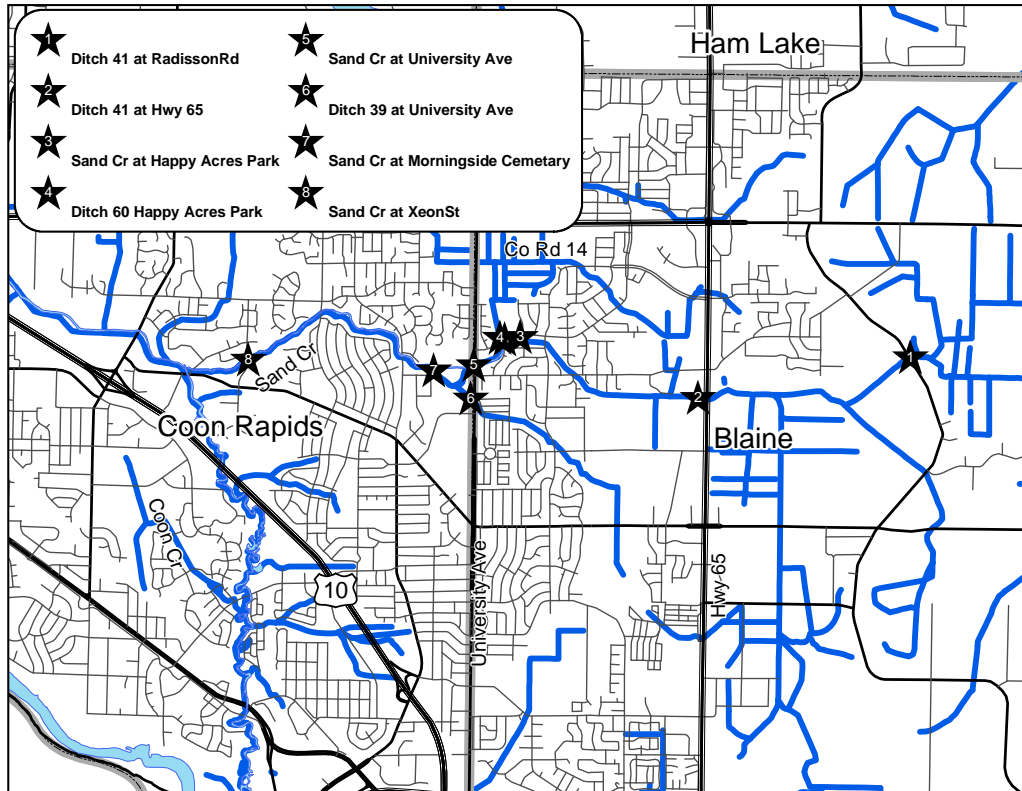 1
Ditch 41 at RadissonRd
2
Ditch 41 at Hwy 65
3
Sand Cr at Happy Acres Park
4
Ditch 60 Happy Acres Park
5
Sand Cr at University Ave
6
Ditch 39 at University Ave
7
Sand Cr at Morningside Cemetary
8
Sand Cr at XeonSt
Ham Lake
Co Rd 14
4
3
1
8
Sand Cr
7
5
6
2
Coon Rapids
Blaine
Coon Cr
10
University Ave
Hwy 65